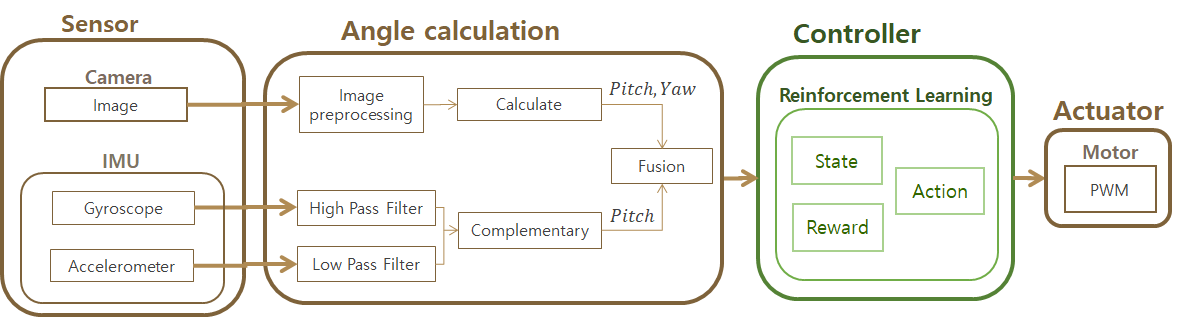 Sensor
Camera
Image
IMU
Gyroscope
Accelerometer
Angle calculation
Image
preprocessing
Calculate
Pitch, Yaw
Fusion
High Pass Filter
Low Pass Filter
Complementary
Pitch
Controller
Reinforcement Learning
State
Action
Reward
Actuator
Motor
PWM